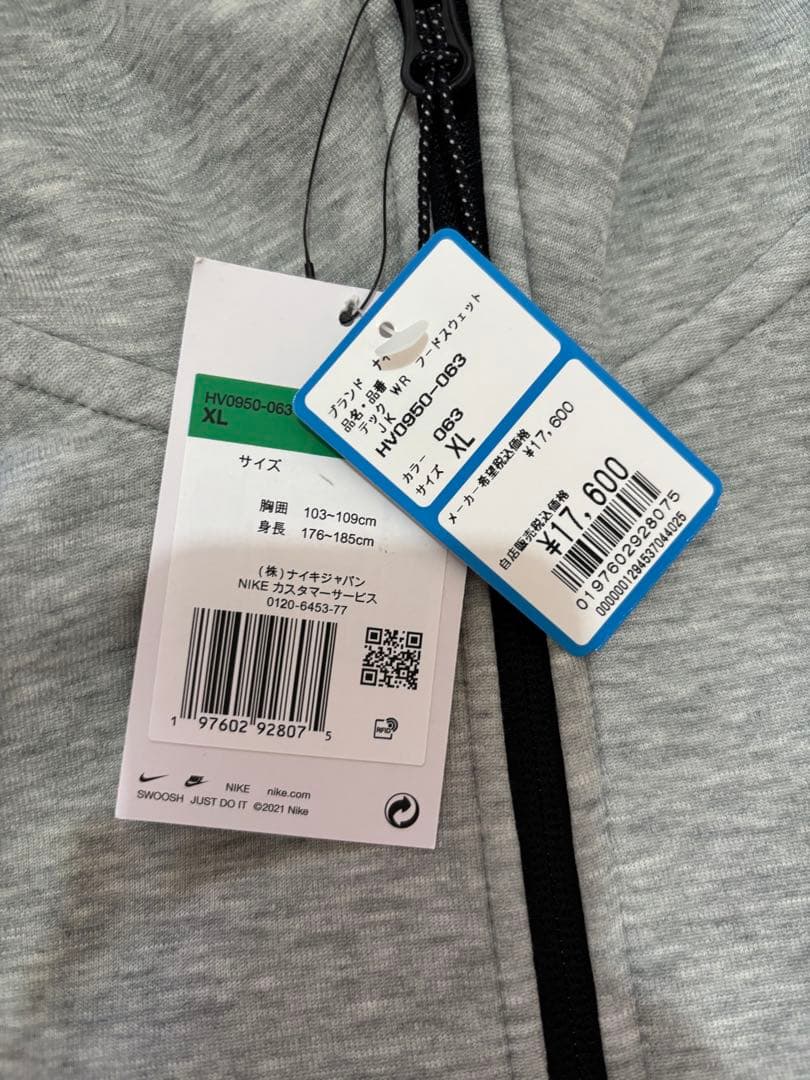 HV0950-063
XL
サイズ
胸囲 103~109cm
身長 176~185cm
(株)ナイキジャパン
NIKE カスタマーサービス
0120-6453-77
1 97602 92807 5
RFID
NIKE nike.com
SWOOSH JUST DO IT ©2021 Nike
ブランド
品名・品番
テック WR フードスウェット
JK
HV0950-063
カラー 063
サイズ XL
メーカー希望税込価格
¥17,600
自店販売税込価格
¥17,600
0197602928075
0000001294537044025